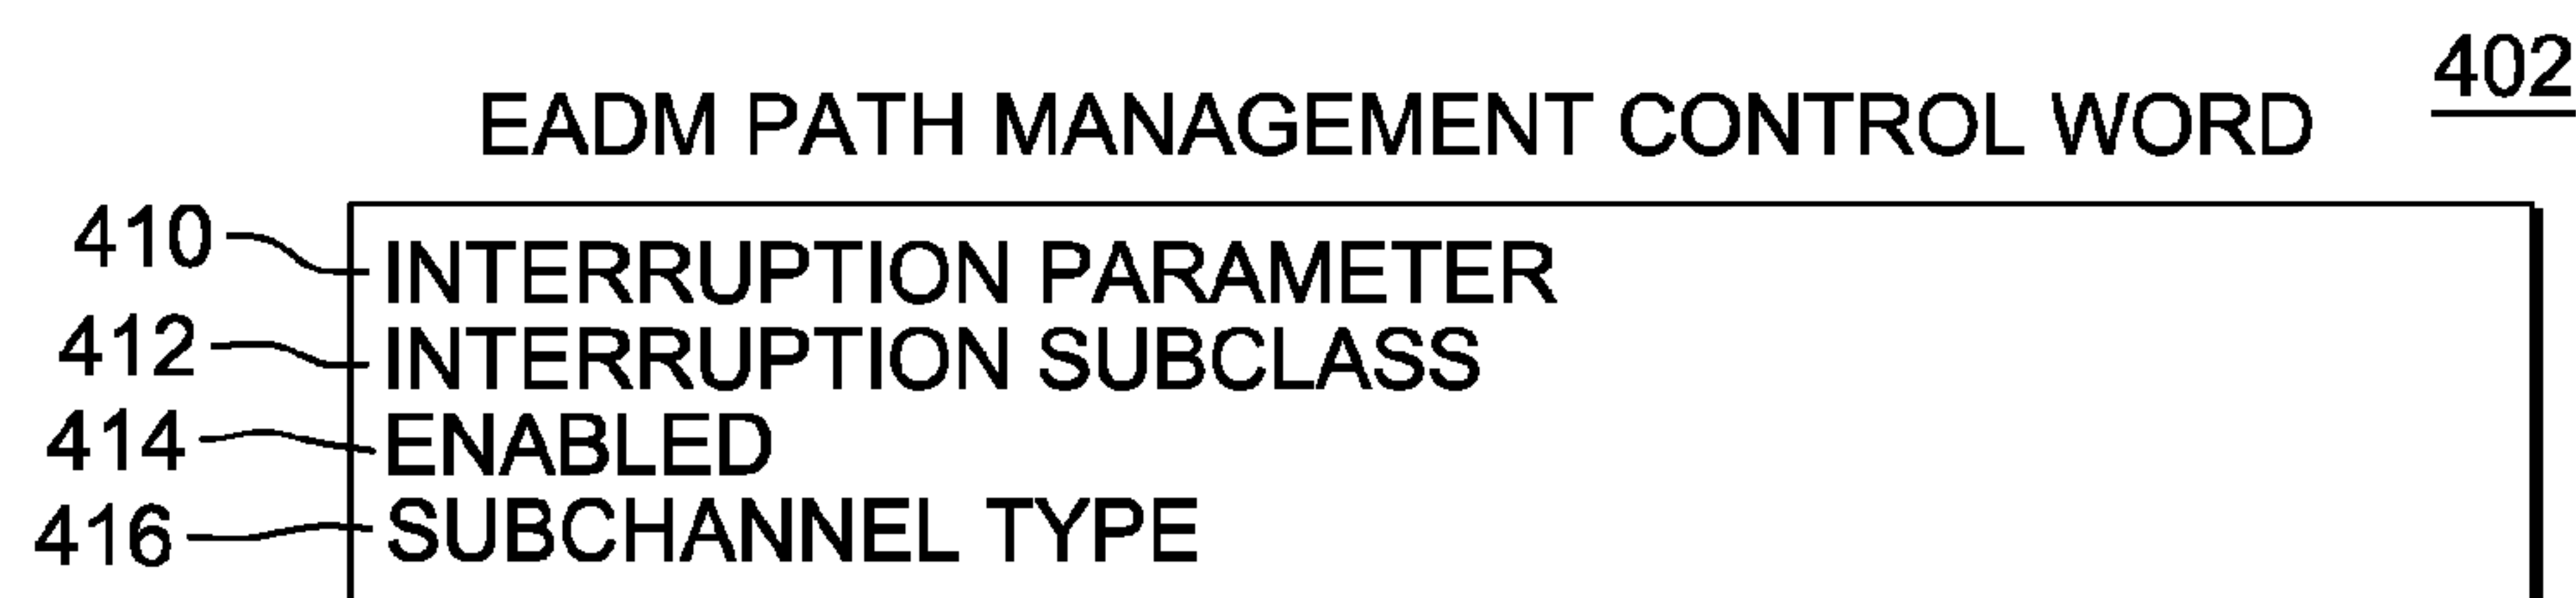 402
EADM PATH MANAGEMENT CONTROL WORD
410 INTERRUPTION PARAMETER
412 INTERRUPTION SUBCLASS
414 ENABLED
416 SUBCHANNEL TYPE